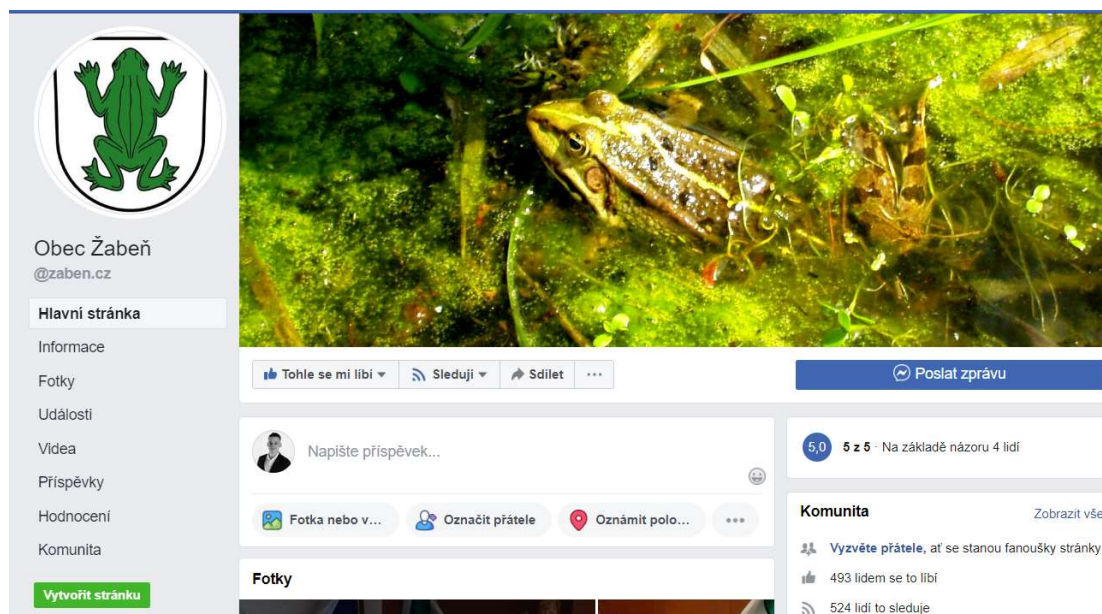 Obec Žabeň
@zaben.cz
Hlavní stránka
Informace
Fotky
Události
Videa
Příspěvky
Hodnocení
Komunita
Vytvořit stránku
Tohle se mi líbí
Sleduji
Sdílet
...
Poslat zprávu
Napište příspěvek...
Fotka nebo v...
Označit přátele
Oznámit polo...
...
Fotky
5,0 5 z 5 · Na základě názoru 4 lidí
Komunita Zobrazit vše
Vyzvěte přátele, ať se stanou fanoušky stránky
493 lidem se to líbí
524 lidí to sleduje